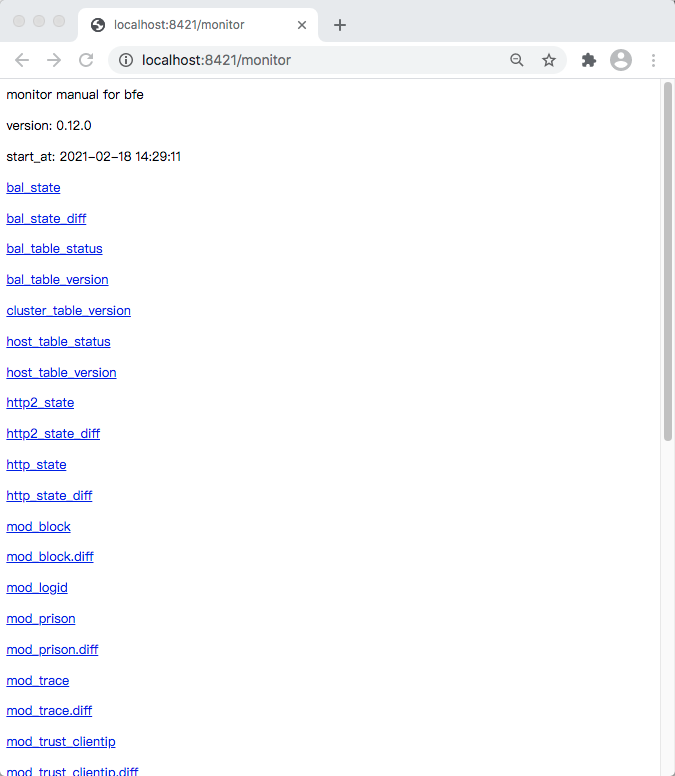 localhost:8421/monitor
localhost:8421/monitor
monitor manual for bfe
version: 0.12.0
start_at: 2021-02-18 14:29:11
bal_state
bal_state_diff
bal_table_status
bal_table_version
cluster_table_version
host_table_status
host_table_version
http2_state
http2_state_diff
http_state
http_state_diff
mod_block
mod_block.diff
mod_logid
mod_prison
mod_prison.diff
mod_trace
mod_trace.diff
mod_trust_clientip
mod_trust_clientip.diff